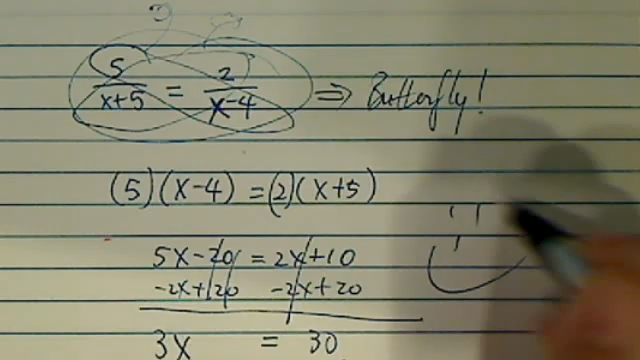 5/(x+5) = 2/(x-4) ⇒ Butterfly!
(5)(x-4) = (2)(x+5)
5x-20 = 2x+10
-2x+20 -2x+20
3x = 30